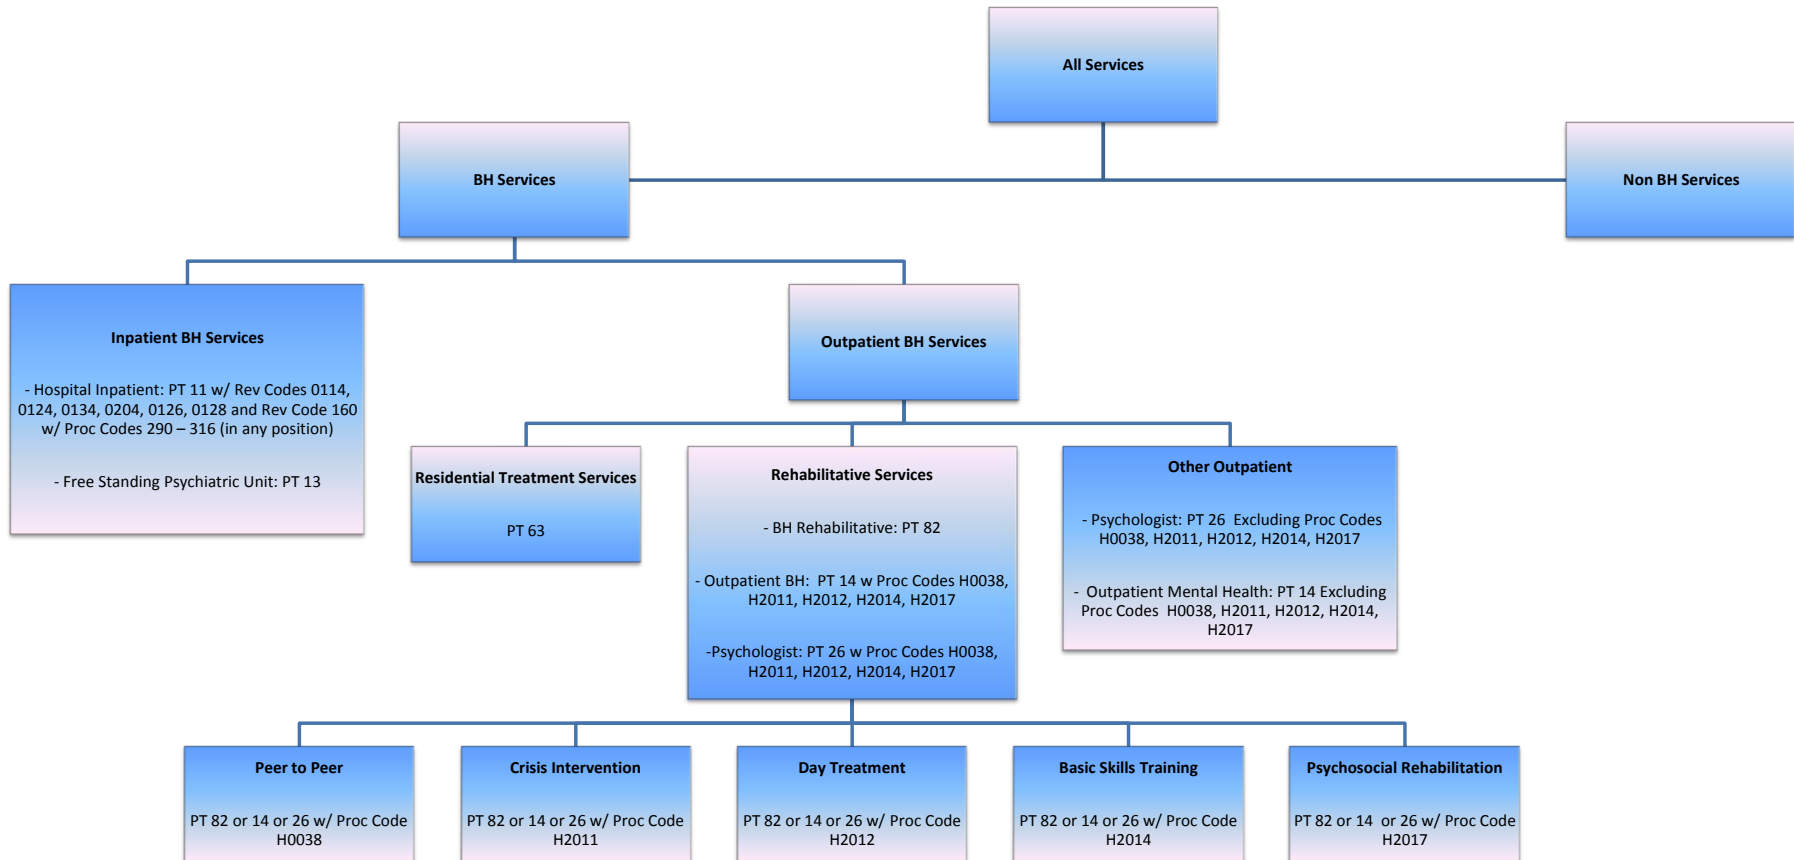 All Services
BH Services
Non BH Services
Inpatient BH Services
- Hospital Inpatient: PT 11 w/ Rev Codes 0114,
0124, 0134, 0204, 0126, 0128 and Rev Code 160
w/ Proc Codes 290 – 316 (in any position)
- Free Standing Psychiatric Unit: PT 13
Outpatient BH Services
Residential Treatment Services
PT 63
Rehabilitative Services
- BH Rehabilitative: PT 82
- Outpatient BH: PT 14 w Proc Codes H0038,
H2011, H2012, H2014, H2017
-Psychologist: PT 26 w Proc Codes H0038,
H2011, H2012, H2014, H2017
Other Outpatient
- Psychologist: PT 26 Excluding Proc Codes
H0038, H2011, H2012, H2014, H2017
- Outpatient Mental Health: PT 14 Excluding
Proc Codes H0038, H2011, H2012, H2014,
H2017
Peer to Peer
PT 82 or 14 or 26 w/ Proc Code
H0038
Crisis Intervention
PT 82 or 14 or 26 w/ Proc Code
H2011
Day Treatment
PT 82 or 14 or 26 w/ Proc Code
H2012
Basic Skills Training
PT 82 or 14 or 26 w/ Proc Code
H2014
Psychosocial Rehabilitation
PT 82 or 14 or 26 w/ Proc Code
H2017